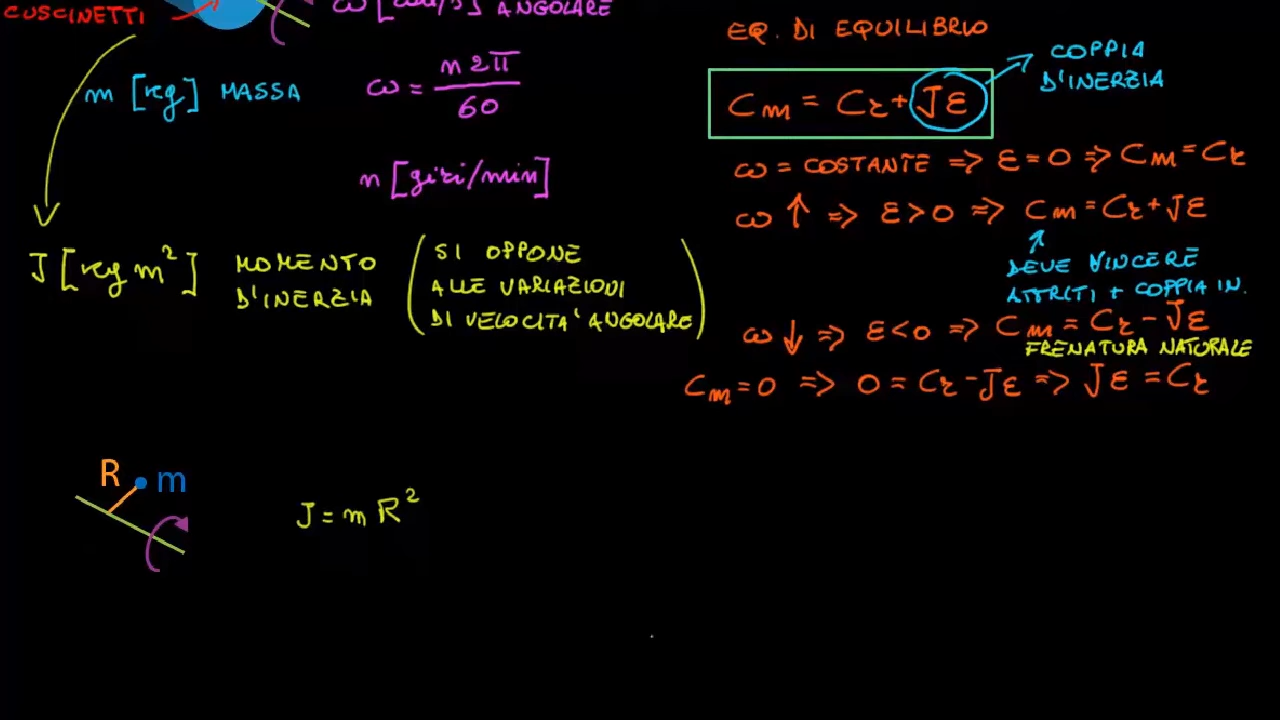 CUSCINETTI
ω [rad/s] ANGOLARE
m [kg] MASSA
ω = n2π / 60
n [giri/min]
J [kg m²] MOMENTO D'INERZIA
(SI OPPONE
ALLE VARIAZIONI
DI VELOCITA' ANGOLARE)
R m
J = m R²
EQ. DI EQUILIBRIO
COPPIA
D'INERZIA
Cm = Cr + Jε
ω = COSTANTE => ε = 0 => Cm = Cr
ω ↑ => ε > 0 => Cm = Cr + Jε
DEVE VINCERE
ATTRITI + COPPIA IN.
ω ↓ => ε < 0 => Cm = Cr - Jε
FRENATURA NATURALE
Cm = 0 => 0 = Cr - Jε => Jε = Cr